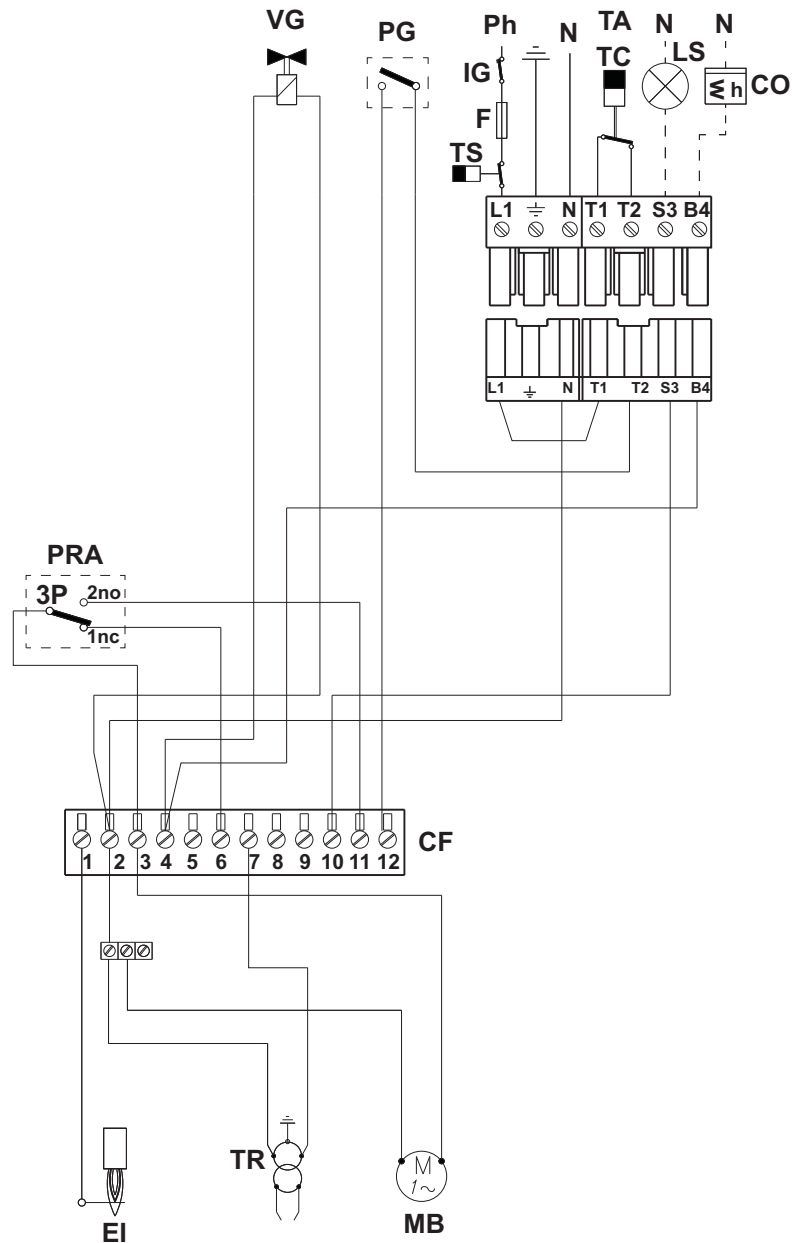 VG
PG
Ph
N
TA
TC
N
LS
N
IG
F
TS
W h
CO
L1 N T1 T2 S3 B4
L1 N T1 T2 S3 B4
PRA
3P
2no
1nc
1 2 3 4 5 6 7 8 9 10 11 12
CF
TR
M
1~
EI
MB